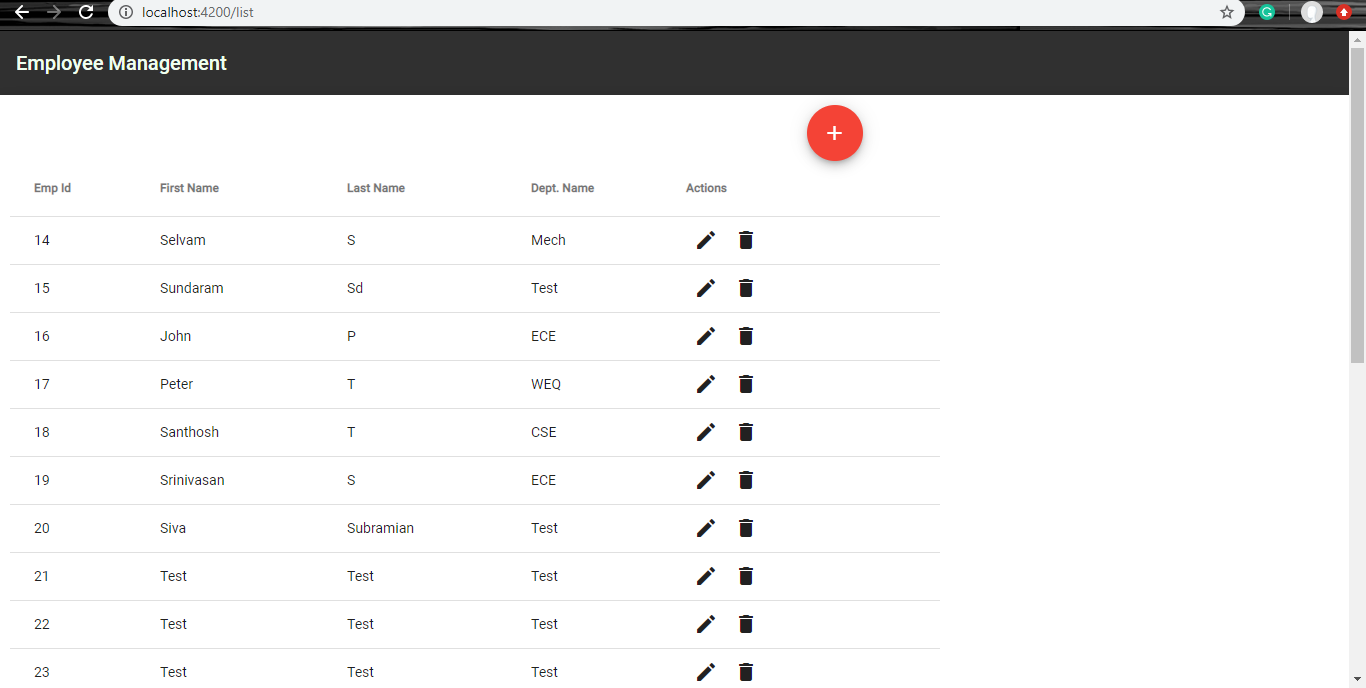 localhost:4200/list
Employee Management
+
Emp Id First Name Last Name Dept. Name Actions
14 Selvam S Mech
15 Sundaram Sd Test
16 John P ECE
17 Peter T WEQ
18 Santhosh T CSE
19 Srinivasan S ECE
20 Siva Subramian Test
21 Test Test Test
22 Test Test Test
23 Test Test Test